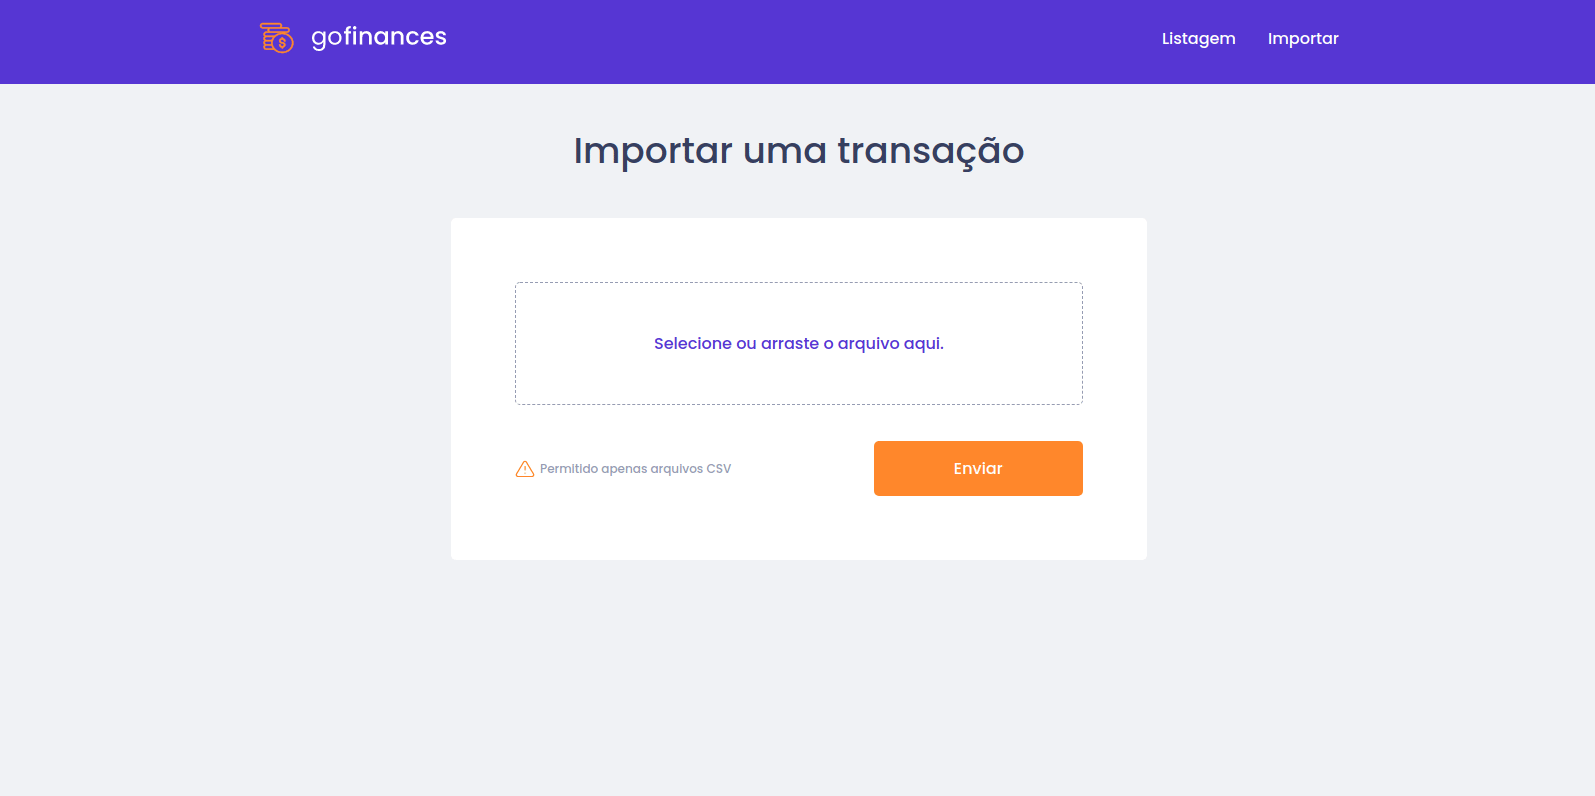 gofinances
Listagem
Importar
Importar uma transação
Selecione ou arraste o arquivo aqui.
Permitido apenas arquivos CSV
Enviar